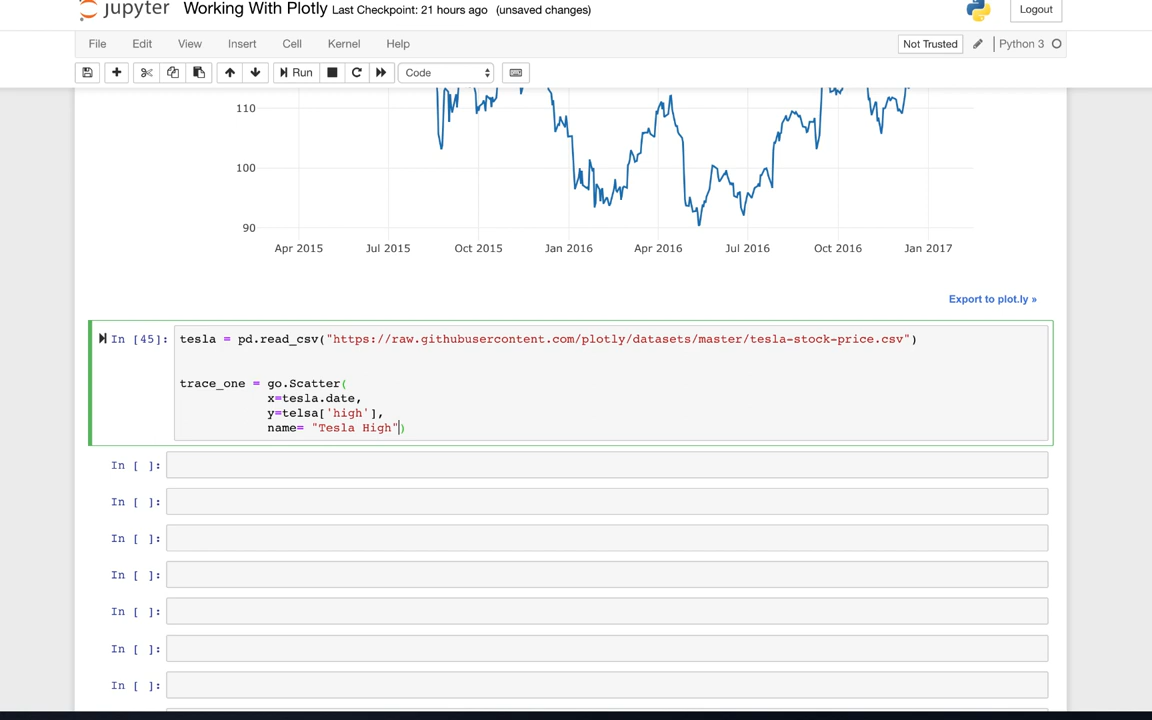 jupyter Working With Plotly Last Checkpoint: 21 hours ago (unsaved changes) Logout
File Edit View Insert Cell Kernel Help Not Trusted Python 3
Run Code
110
100
90
Apr 2015 Jul 2015 Oct 2015 Jan 2016 Apr 2016 Jul 2016 Oct 2016 Jan 2017
Export to plot.ly »
In [45]: tesla = pd.read_csv("https://raw.githubusercontent.com/plotly/datasets/master/tesla-stock-price.csv")
trace_one = go.Scatter(
x=tesla.date,
y=telsa['high'],
name= "Tesla High")
In [ ]:
In [ ]:
In [ ]:
In [ ]:
In [ ]:
In [ ]:
In [ ]: